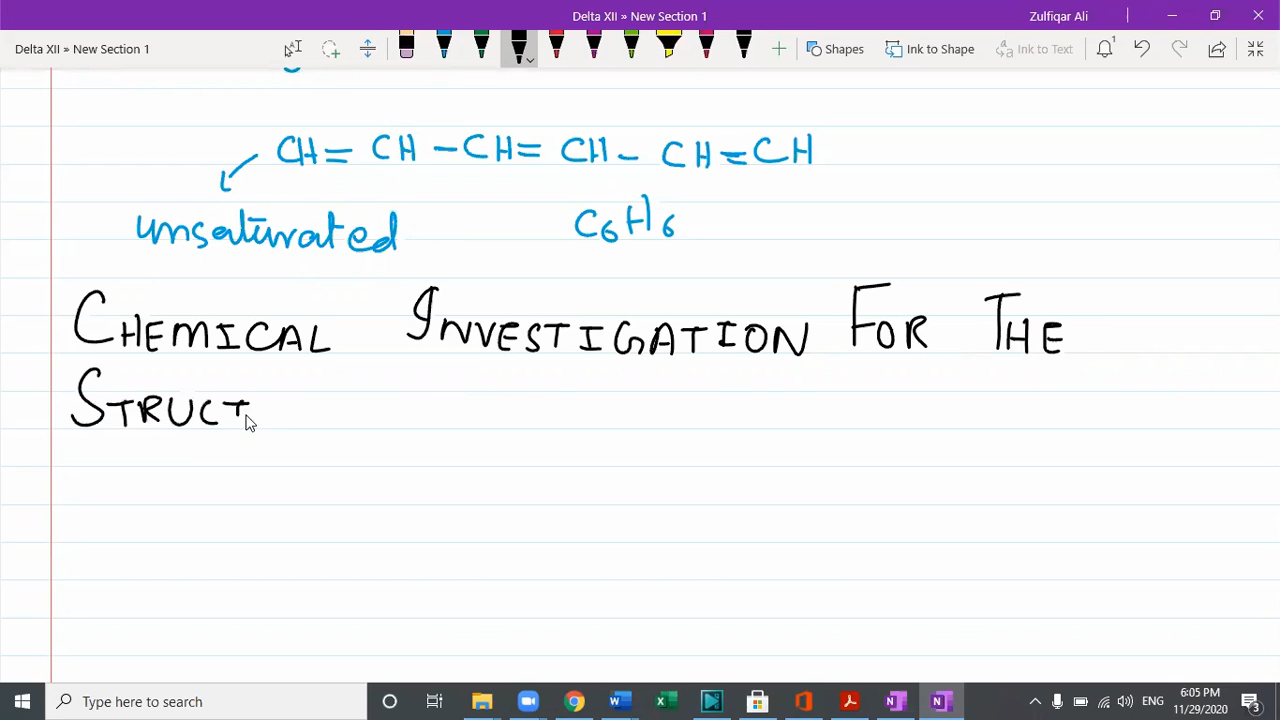 Delta XII » New Section 1
Zulfiqar Ali
Delta XII » New Section 1
Shapes
Ink to Shape
Ink to Text
CH = CH - CH = CH - CH = CH
unsaturated
C6H6
CHEMICAL INVESTIGATION FOR THE
STRUCT
Type here to search
ENG
6:05 PM
11/29/2020
3